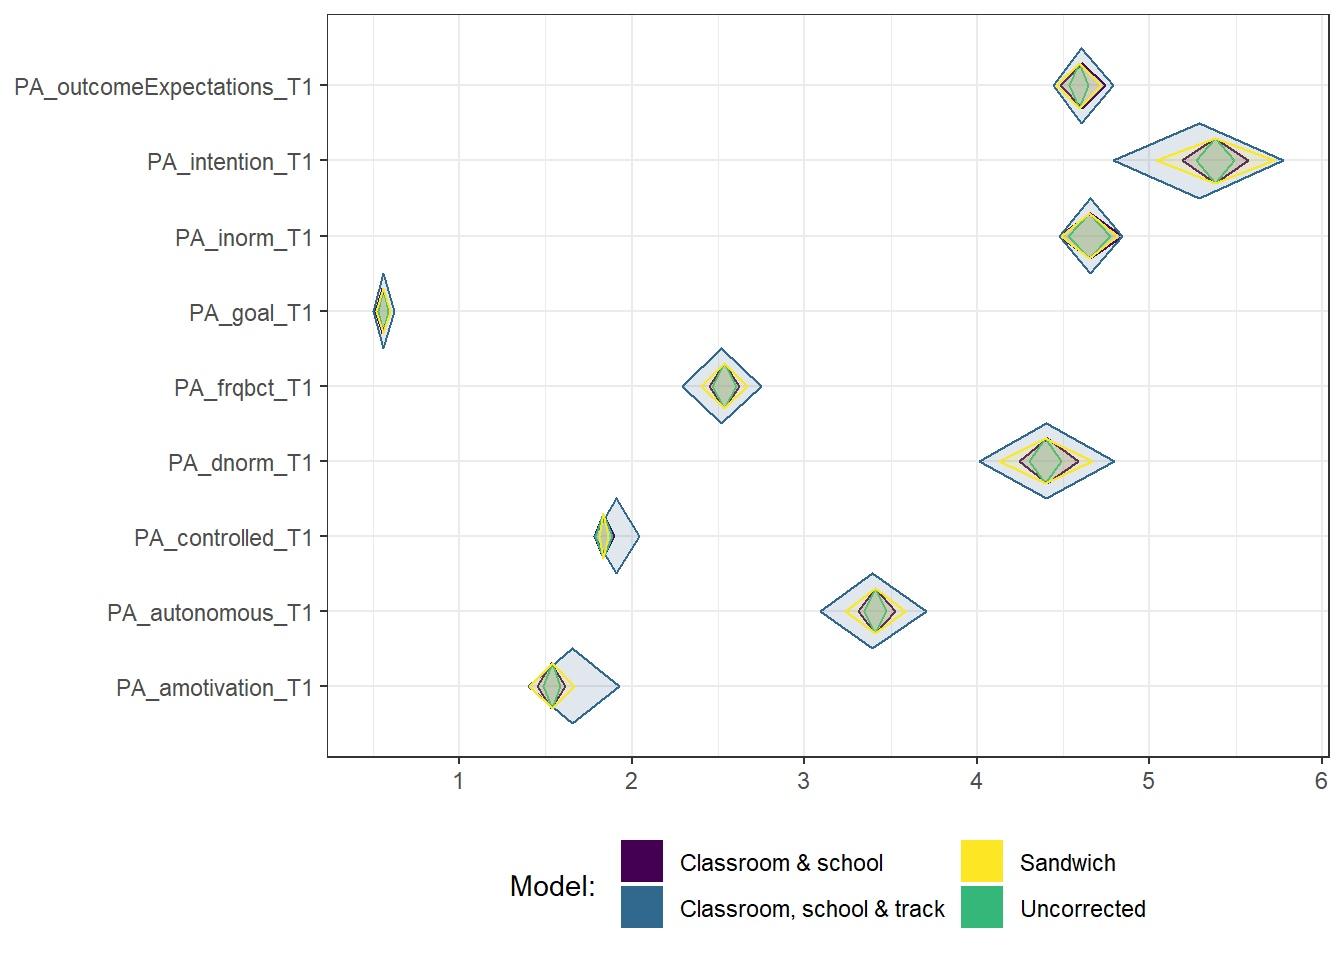 PA_outcomeExpectations_T1
PA_intention_T1
PA_inorm_T1
PA_goal_T1
PA_frqbct_T1
PA_dnorm_T1
PA_controlled_T1
PA_autonomous_T1
PA_amotivation_T1
1 2 3 4 5 6
Model:
Classroom & school
Sandwich
Classroom, school & track
Uncorrected